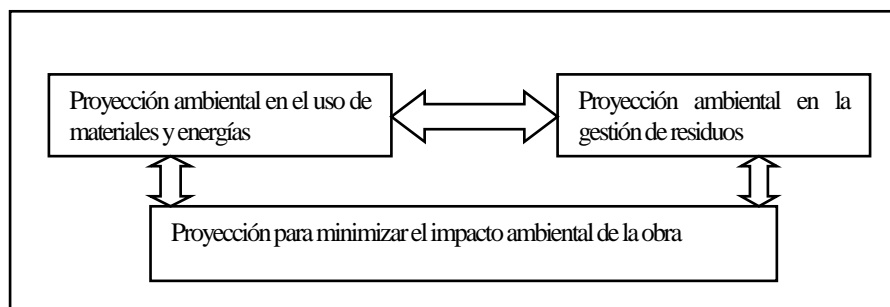 Proyección ambiental en el uso de
materiales y energías
Proyección ambiental en la
gestión de residuos
Proyección para minimizar el impacto ambiental de la obra